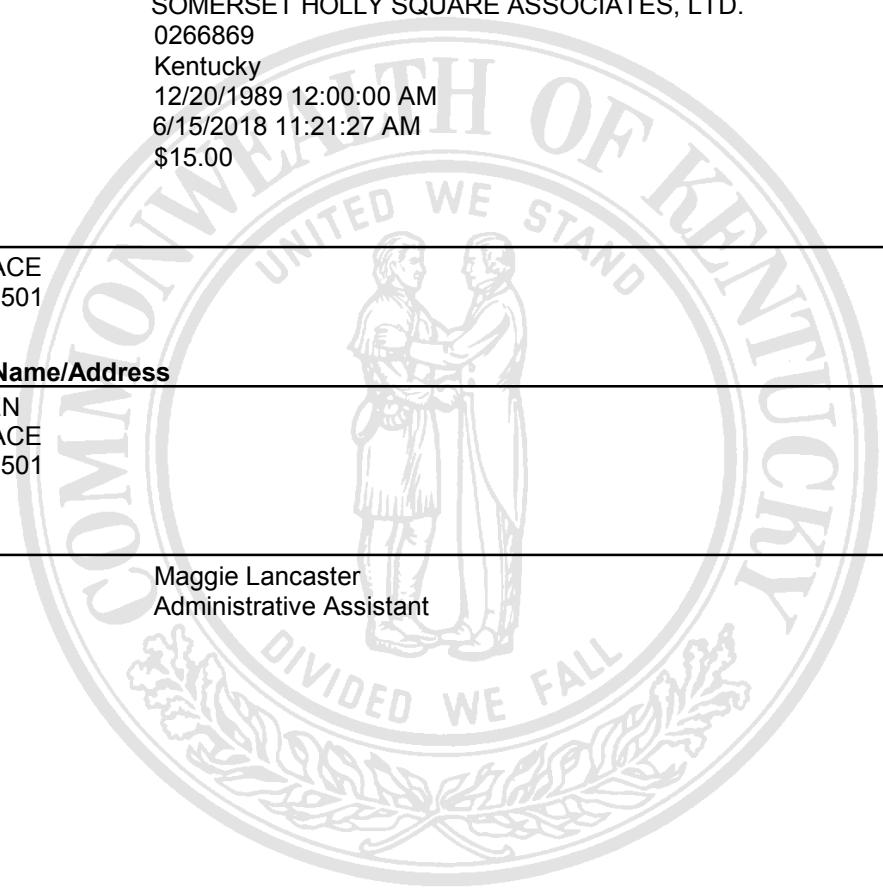 SOMERSET HOLLY SQUARE ASSOCIATES, LTD.
0266869
Kentucky
12/20/1989 12:00:00 AM
6/15/2018 11:21:27 AM
$15.00
ACE
501
Name/Address
EN
ACE
501
Maggie Lancaster
Administrative Assistant
COMMONWEALTH OF KENTUCKY
UNITED WE STAND
DIVIDED WE FALL